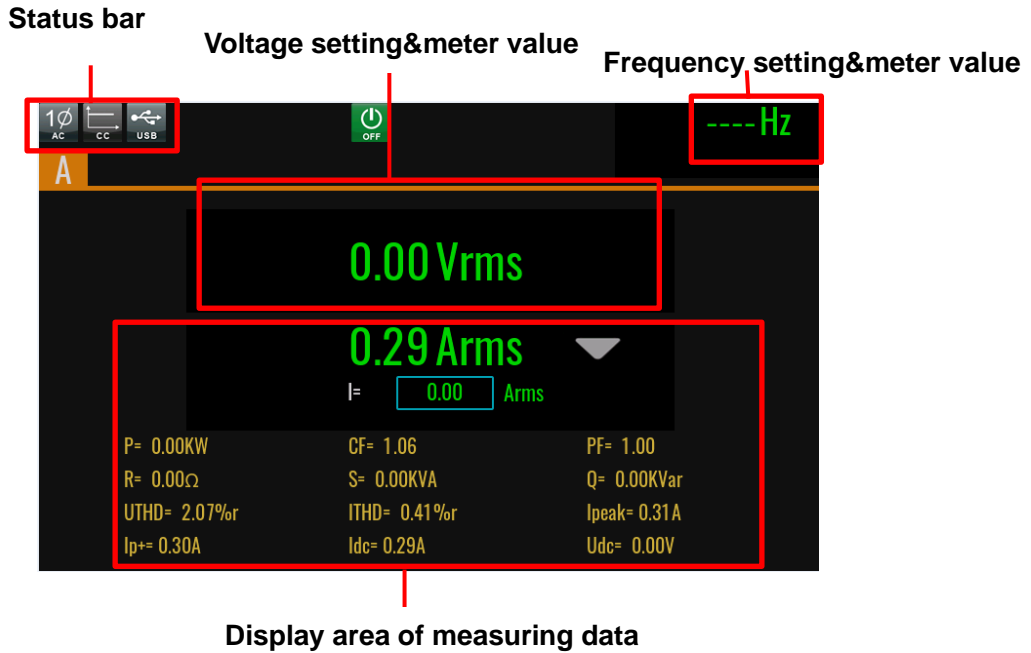 Status bar
Voltage setting&meter value
Frequency setting&meter value
1Ø
AC
CC
USB
OFF
----Hz
A
0.00 Vrms
0.29 Arms
I= 0.00 Arms
P= 0.00KW CF= 1.06 PF= 1.00
R= 0.00Ω S= 0.00KVA Q= 0.00KVar
UTHD= 2.07%r ITHD= 0.41%r Ipeak= 0.31A
Ip+= 0.30A Idc= 0.29A Udc= 0.00V
Display area of measuring data